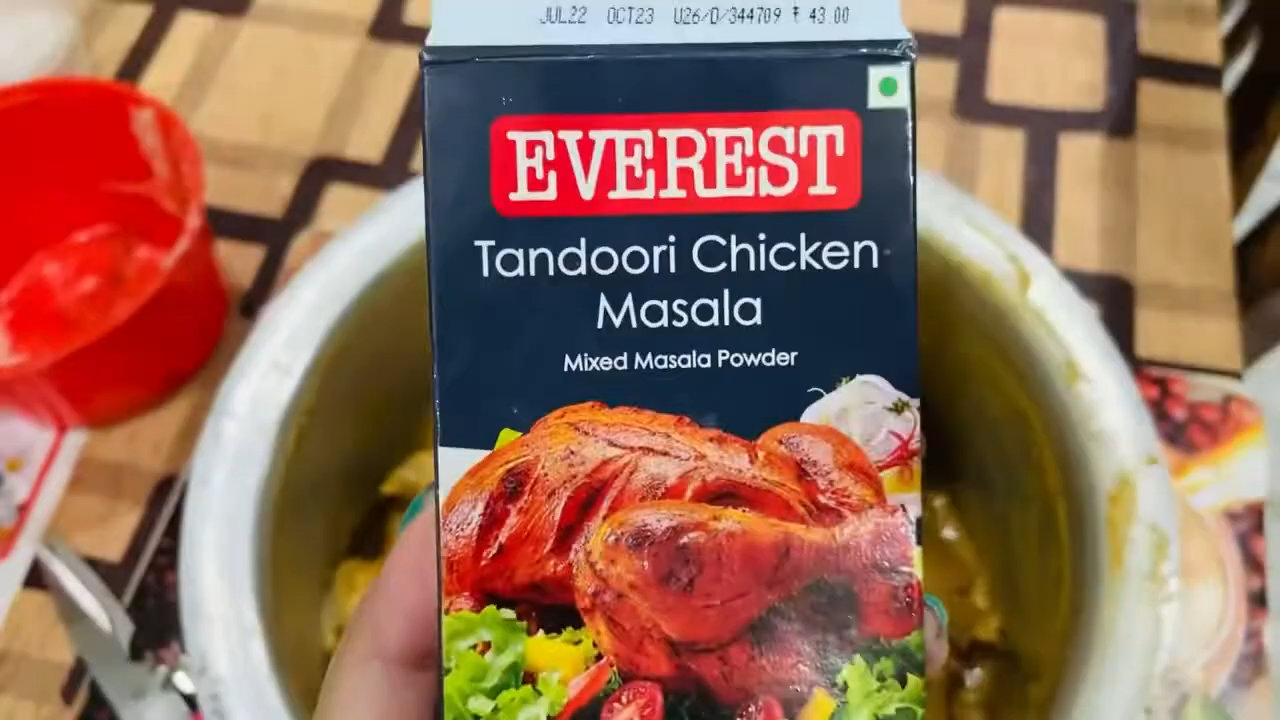 JUL22 OCT23 U26/D/344709 ₹ 43.00
EVEREST
Tandoori Chicken
Masala
Mixed Masala Powder